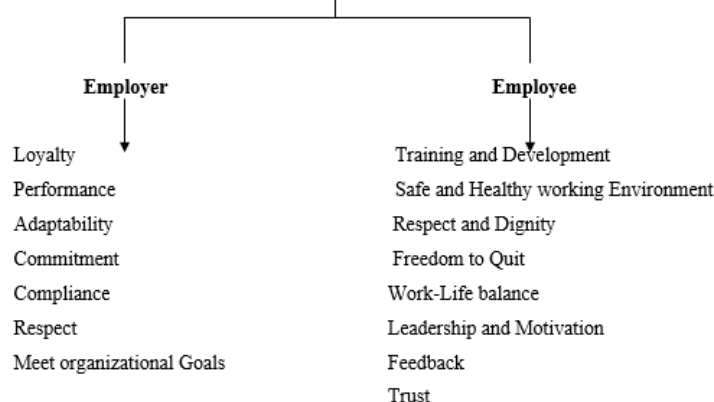 Employer
Employee
Loyalty
Performance
Adaptability
Commitment
Compliance
Respect
Meet organizational Goals
Training and Development
Safe and Healthy working Environment
Respect and Dignity
Freedom to Quit
Work-Life balance
Leadership and Motivation
Feedback
Trust